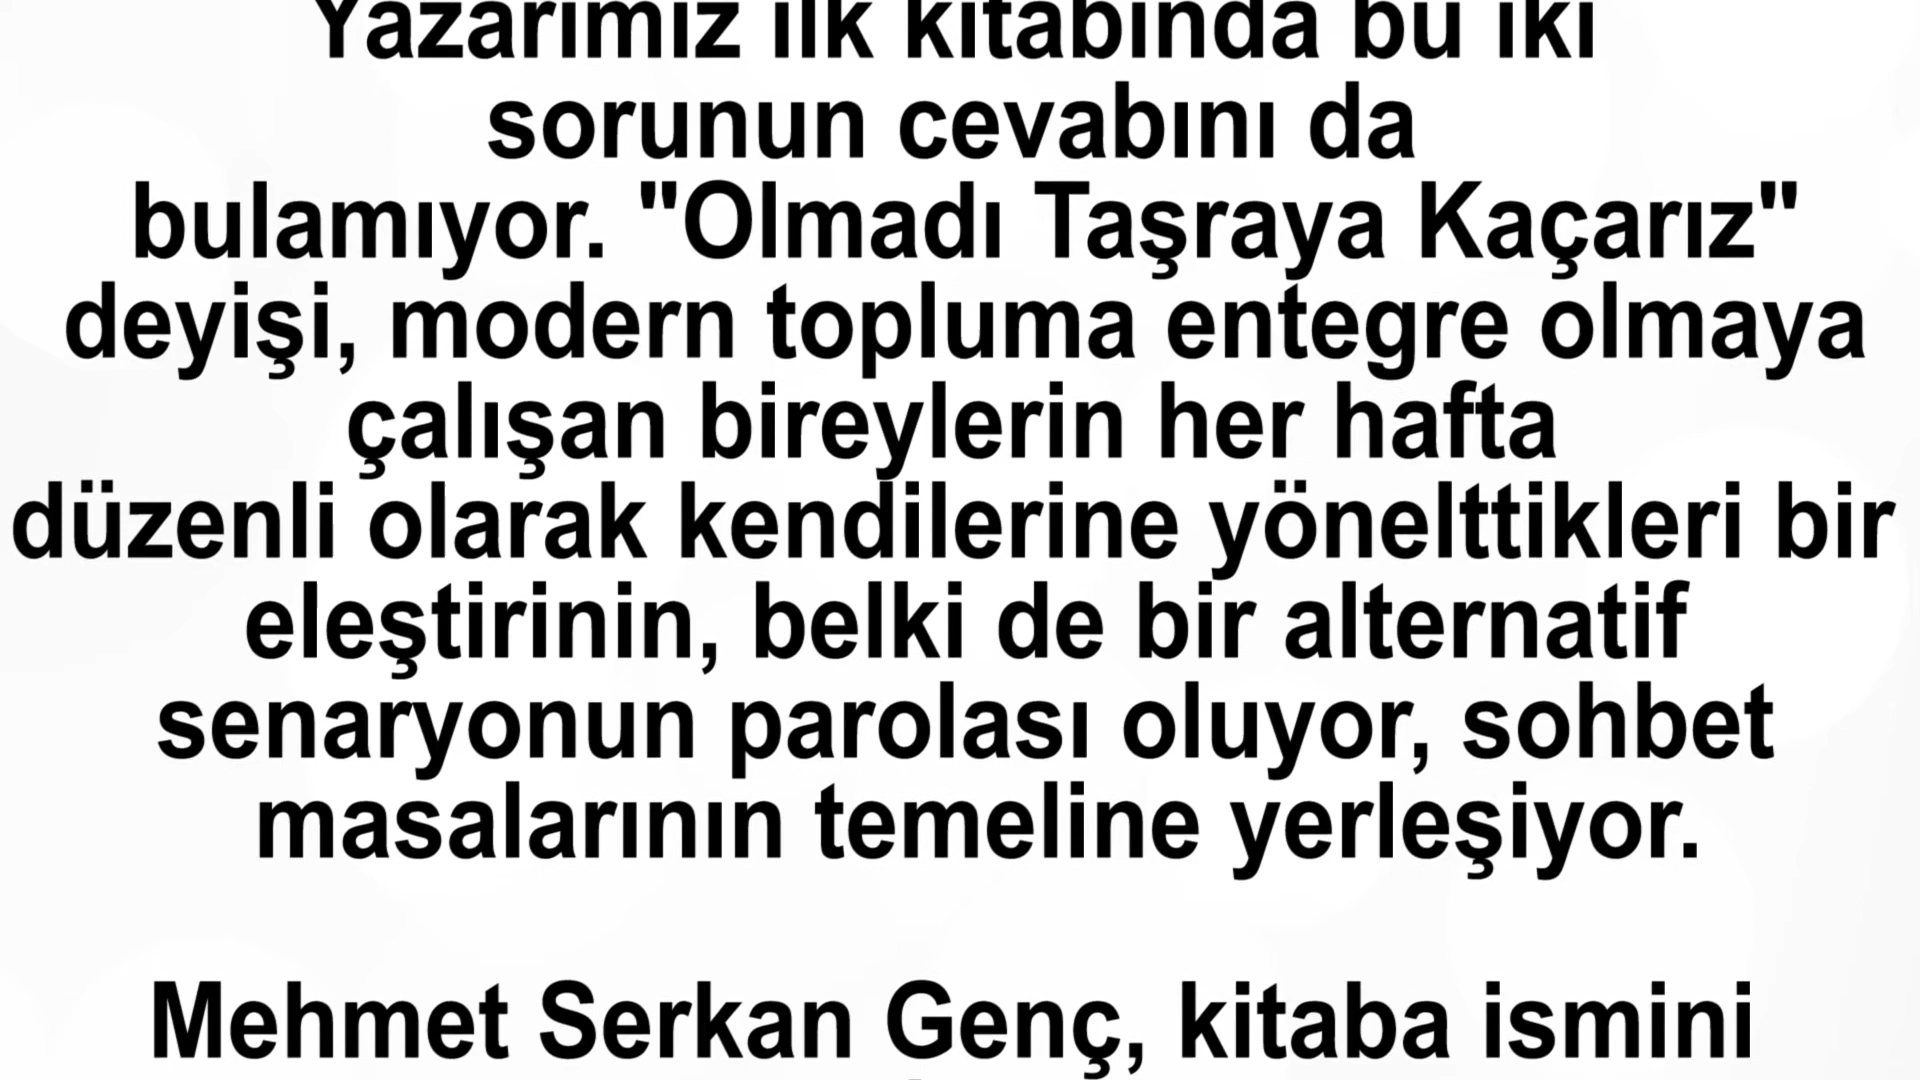 Yazarımız ilk kitabında bu iki
sorunun cevabını da
bulamıyor. "Olmadı Taşraya Kaçarız"
deyişi, modern topluma entegre olmaya
çalışan bireylerin her hafta
düzenli olarak kendilerine yönelttikleri bir
eleştirinin, belki de bir alternatif
senaryonun parolası oluyor, sohbet
masalarının temeline yerleşiyor.
Mehmet Serkan Genç, kitaba ismini